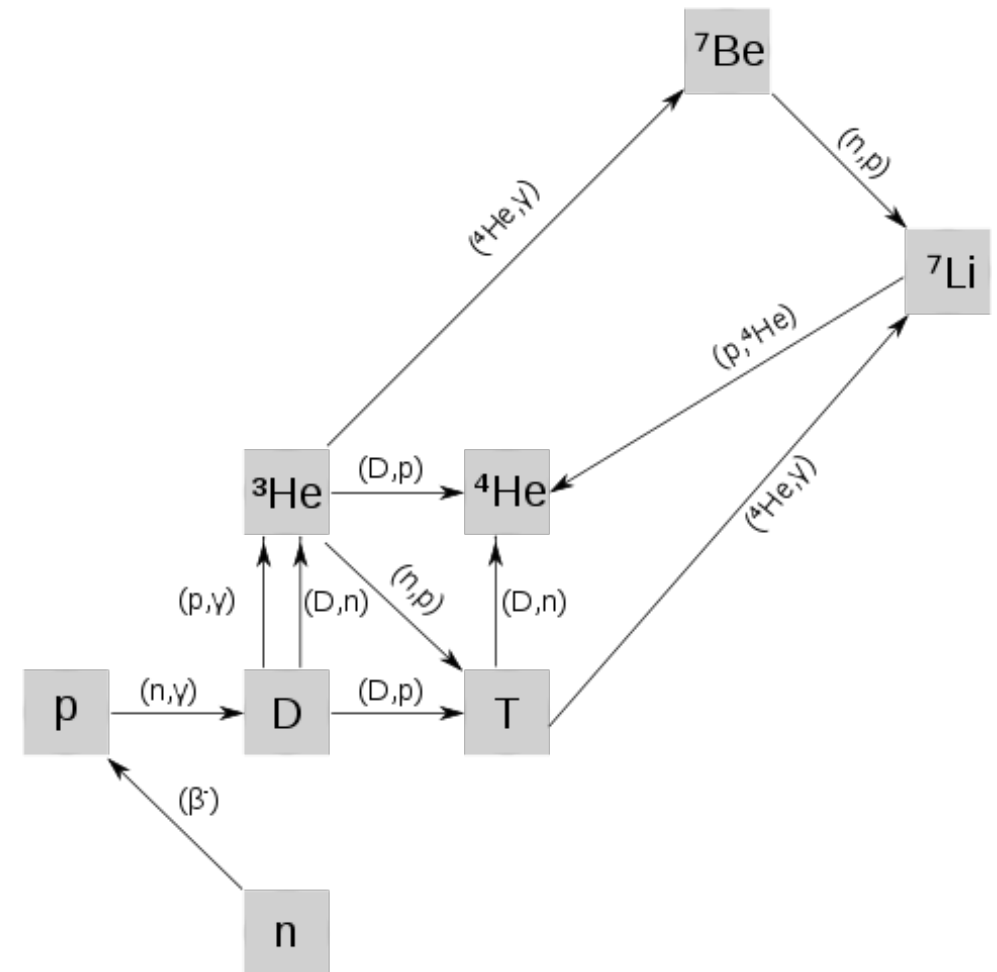 ⁷Be
(n,p)
(⁴He,γ)
⁷Li
(p,⁴He)
³He
(D,p)
⁴He
(⁴He,γ)
(n,p)
(p,γ)
(D,n)
(D,n)
p
(n,γ)
D
(D,p)
T
(β⁻)
n